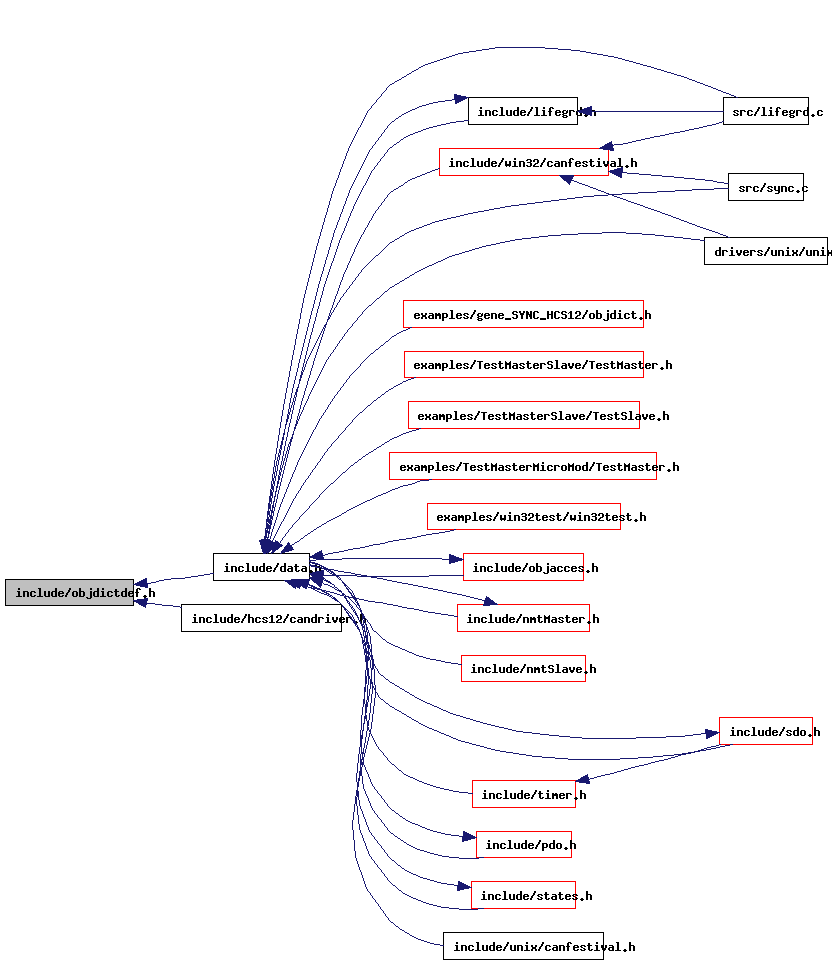 include/lifegrd.h
src/lifegrd.c
include/win32/canfestival.h
src/sync.c
drivers/unix/unix
examples/gene_SYNC_HCS12/objdict.h
examples/TestMasterSlave/TestMaster.h
examples/TestMasterSlave/TestSlave.h
examples/TestMasterMicroMod/TestMaster.h
examples/win32test/win32test.h
include/data.h
include/objacces.h
include/objdictdef.h
include/hcs12/candriver.h
include/nmtMaster.h
include/nmtSlave.h
include/sdo.h
include/timer.h
include/pdo.h
include/states.h
include/unix/canfestival.h